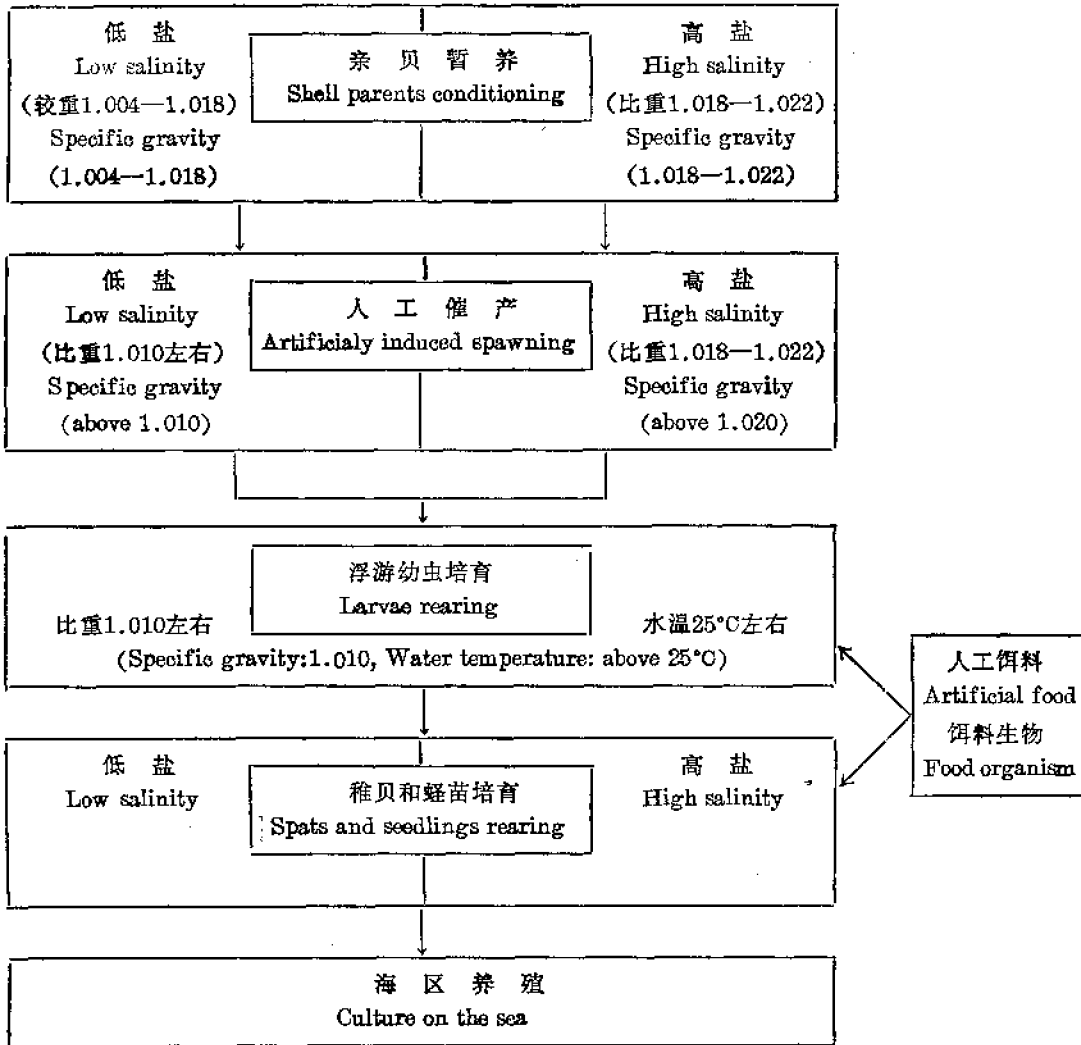 低 盐
Low salinity
(较重1.004—1.018)
Specific gravity
(1.004—1.018)
亲 贝 暂 养
Shell parents conditioning
高 盐
High salinity
(比重1.018—1.022)
Specific gravity
(1.018—1.022)
低 盐
Low salinity
(比重1.010左右)
Specific gravity
(above 1.010)
人 工 催 产
Artificialy induced spawning
高 盐
High salinity
(比重1.018—1.022)
Specific gravity
(above 1.020)
浮游幼虫培育
Larvae rearing
比重1.010左右
水温25°C左右
(Specific gravity:1.010, Water temperature: above 25°C)
人工饵料
Artificial food
饵料生物
Food organism
低 盐
Low salinity
稚贝和蛏苗培育
Spats and seedlings rearing
高 盐
High salinity
海 区 养 殖
Culture on the sea